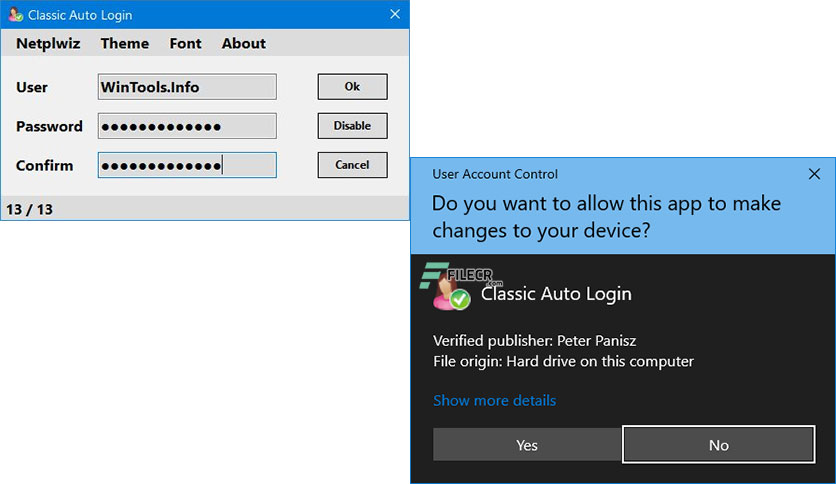 Classic Auto Login
Netplwiz Theme Font About
User WinTools.Info Ok
Password ●●●●●●●●●●●●● Disable
Confirm ●●●●●●●●●●●●● Cancel
13 / 13
User Account Control
Do you want to allow this app to make
changes to your device?
FILECR
.com
Classic Auto Login
Verified publisher: Peter Panisz
File origin: Hard drive on this computer
Show more details
Yes No